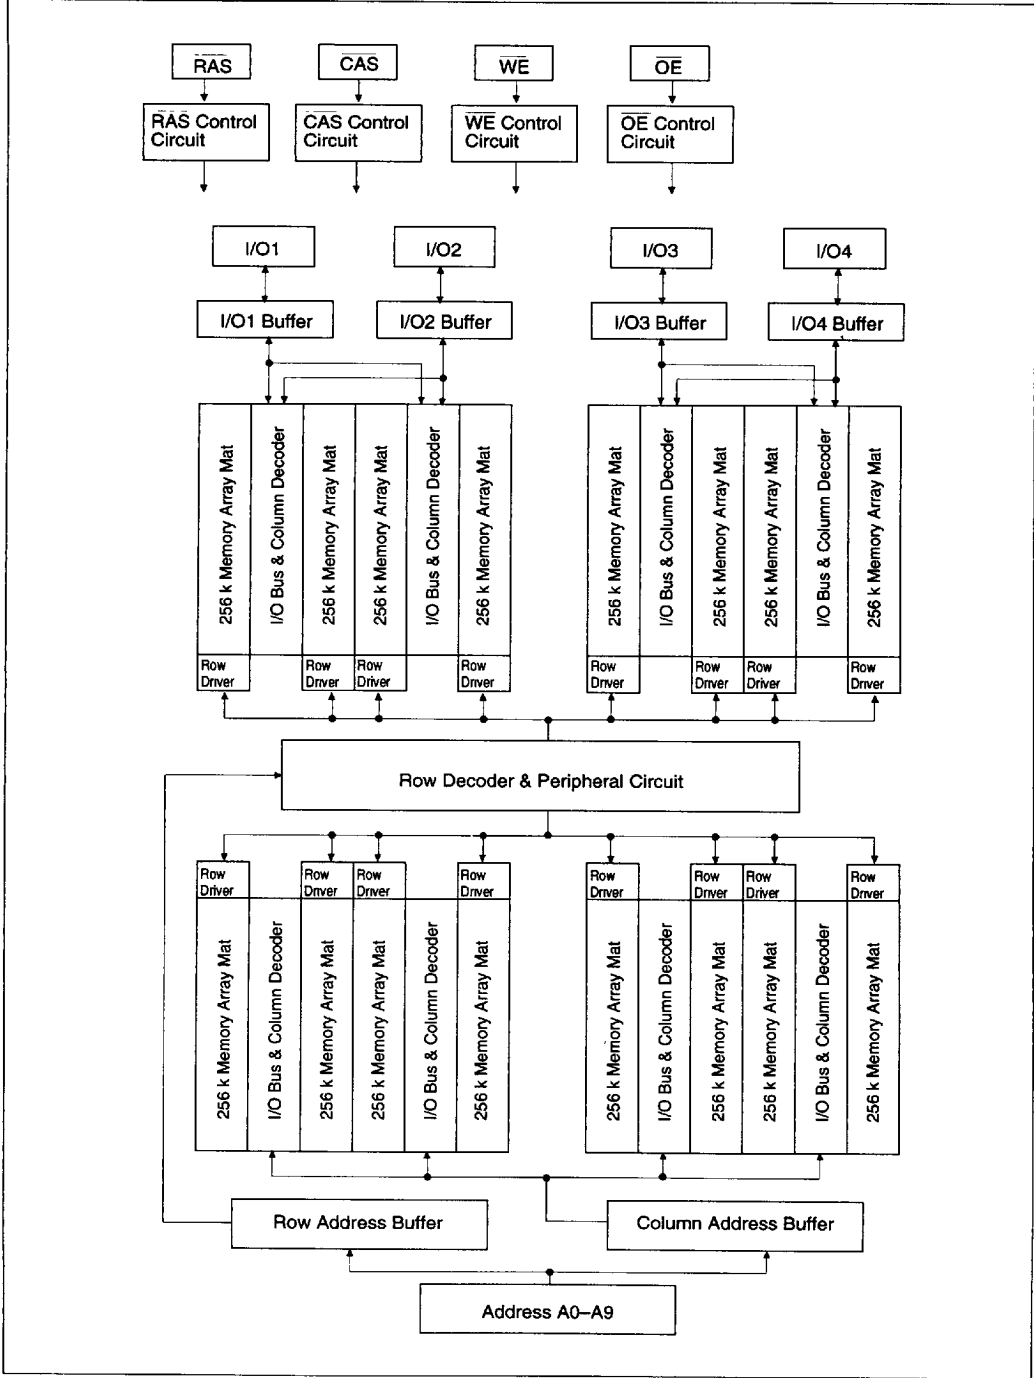 RAS
CAS
WE
OE
RAS Control
Circuit
CAS Control
Circuit
WE Control
Circuit
OE Control
Circuit
I/O1
I/O2
I/O3
I/O4
I/O1 Buffer
I/O2 Buffer
I/O3 Buffer
I/O4 Buffer
256 k Memory Array Mat
I/O Bus & Column Decoder
256 k Memory Array Mat
256 k Memory Array Mat
I/O Bus & Column Decoder
256 k Memory Array Mat
256 k Memory Array Mat
I/O Bus & Column Decoder
256 k Memory Array Mat
256 k Memory Array Mat
I/O Bus & Column Decoder
256 k Memory Array Mat
Row
Driver
Row
Driver
Row
Driver
Row
Driver
Row
Driver
Row
Driver
Row
Driver
Row
Driver
Row Decoder & Peripheral Circuit
Row
Driver
Row
Driver
Row
Driver
Row
Driver
Row
Driver
Row
Driver
Row
Driver
Row
Driver
256 k Memory Array Mat
I/O Bus & Column Decoder
256 k Memory Array Mat
256 k Memory Array Mat
I/O Bus & Column Decoder
256 k Memory Array Mat
256 k Memory Array Mat
I/O Bus & Column Decoder
256 k Memory Array Mat
256 k Memory Array Mat
I/O Bus & Column Decoder
256 k Memory Array Mat
Row Address Buffer
Column Address Buffer
Address A0–A9